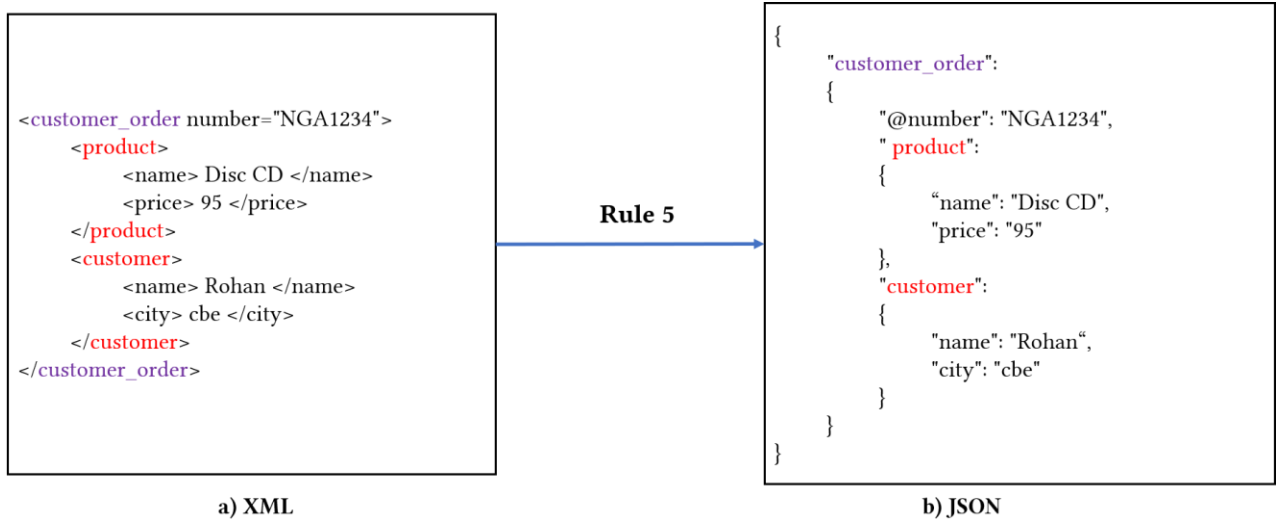 <customer_order number="NGA1234">
<product>
<name> Disc CD </name>
<price> 95 </price>
</product>
<customer>
<name> Rohan </name>
<city> cbe </city>
</customer>
</customer_order>
a) XML
Rule 5
{
"customer_order":
{
"@number": "NGA1234",
" product":
{
“name": "Disc CD",
"price": "95"
},
"customer":
{
"name": "Rohan“,
"city": "cbe"
}
}
}
b) JSON